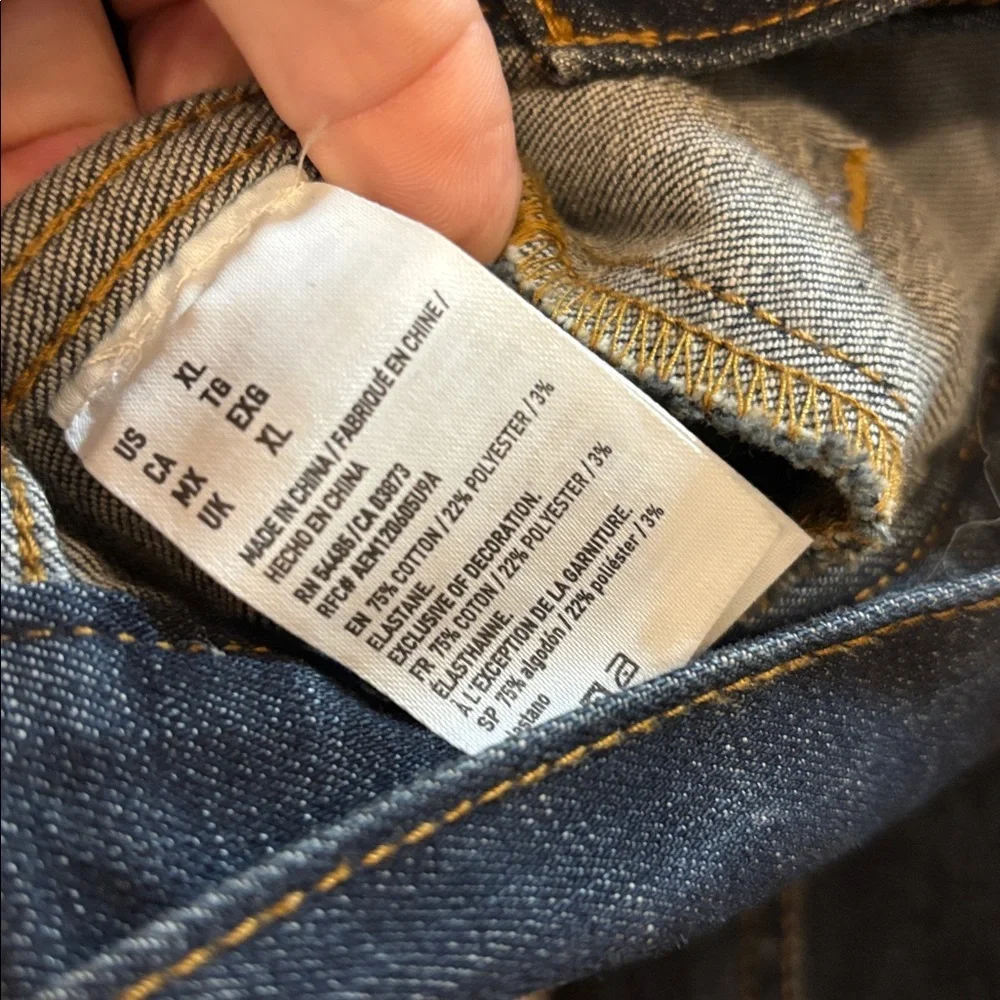 US XL
CA TG
MX EXG
UK XL
MADE IN CHINA / FABRIQUÉ EN CHINE /
HECHO EN CHINA
RN 54485 / CA 03873
RFC# AEM120605U9A
EN 75% COTTON / 22% POLYESTER / 3%
ELASTANE.
EXCLUSIVE OF DECORATION.
FR 75% COTON / 22% POLYESTER / 3%
ÉLASTHANNE.
À L'EXCEPTION DE LA GARNITURE.
SP 75% algodón / 22% poliéster / 3%